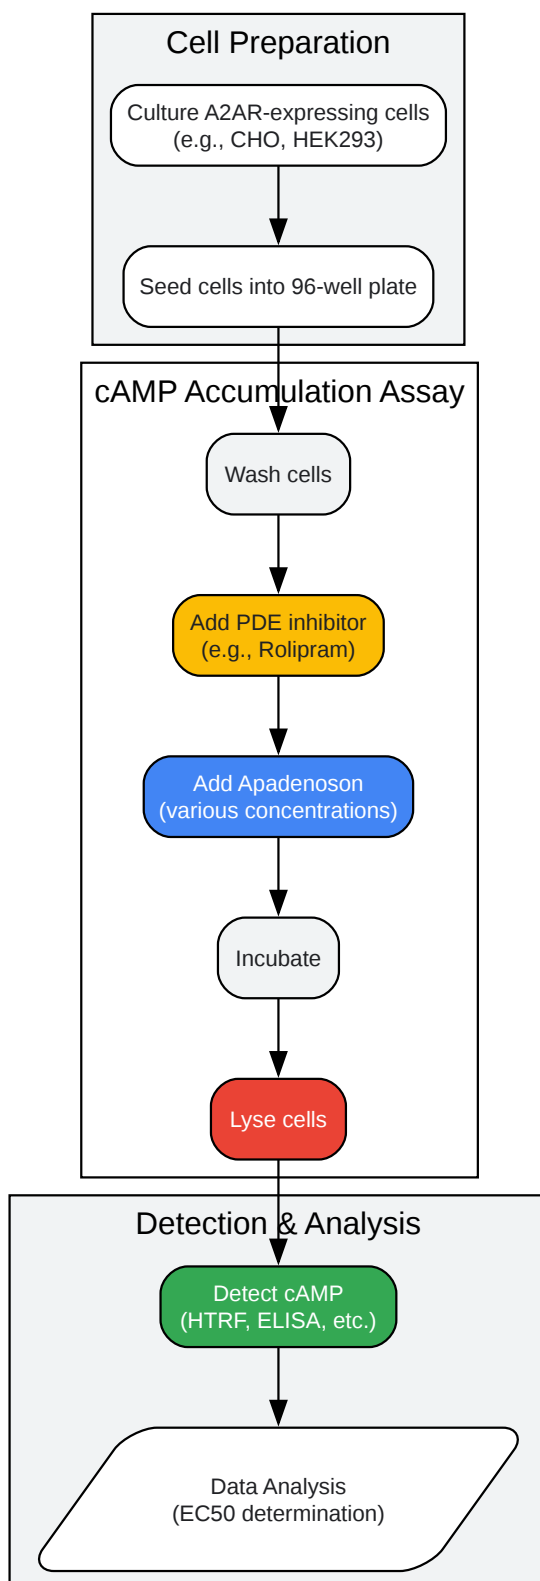 Cell Preparation
Culture A2AR-expressing cells
(e.g., CHO, HEK293)
Seed cells into 96-well plate
cAMP Accumulation Assay
Wash cells
Add PDE inhibitor
(e.g., Rolipram)
Add Apadenoson
(various concentrations)
Incubate
Lyse cells
Detection & Analysis
Detect cAMP
(HTRF, ELISA, etc.)
Data Analysis
(EC50 determination)